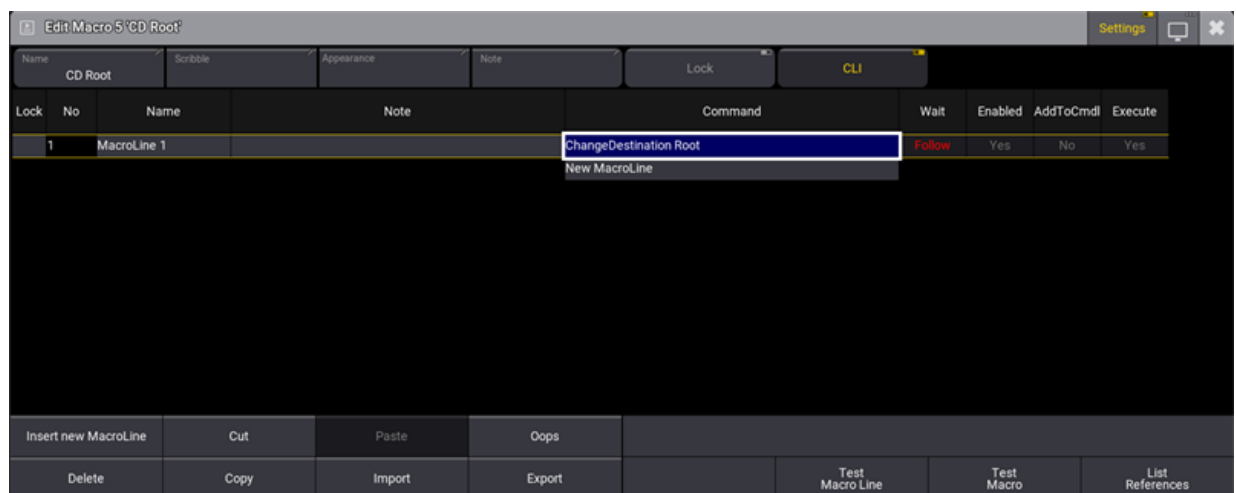 Edit Macro 5 'CD Root'
Settings
Name
CD Root
Scribble
Appearance
Note
Lock
CLI
Lock No Name Note Command Wait Enabled AddToCmdl Execute
1 MacroLine 1 ChangeDestination Root Follow Yes No Yes
New MacroLine
Insert new MacroLine Cut Paste Oops
Delete Copy Import Export Test Macro Line Test Macro List References